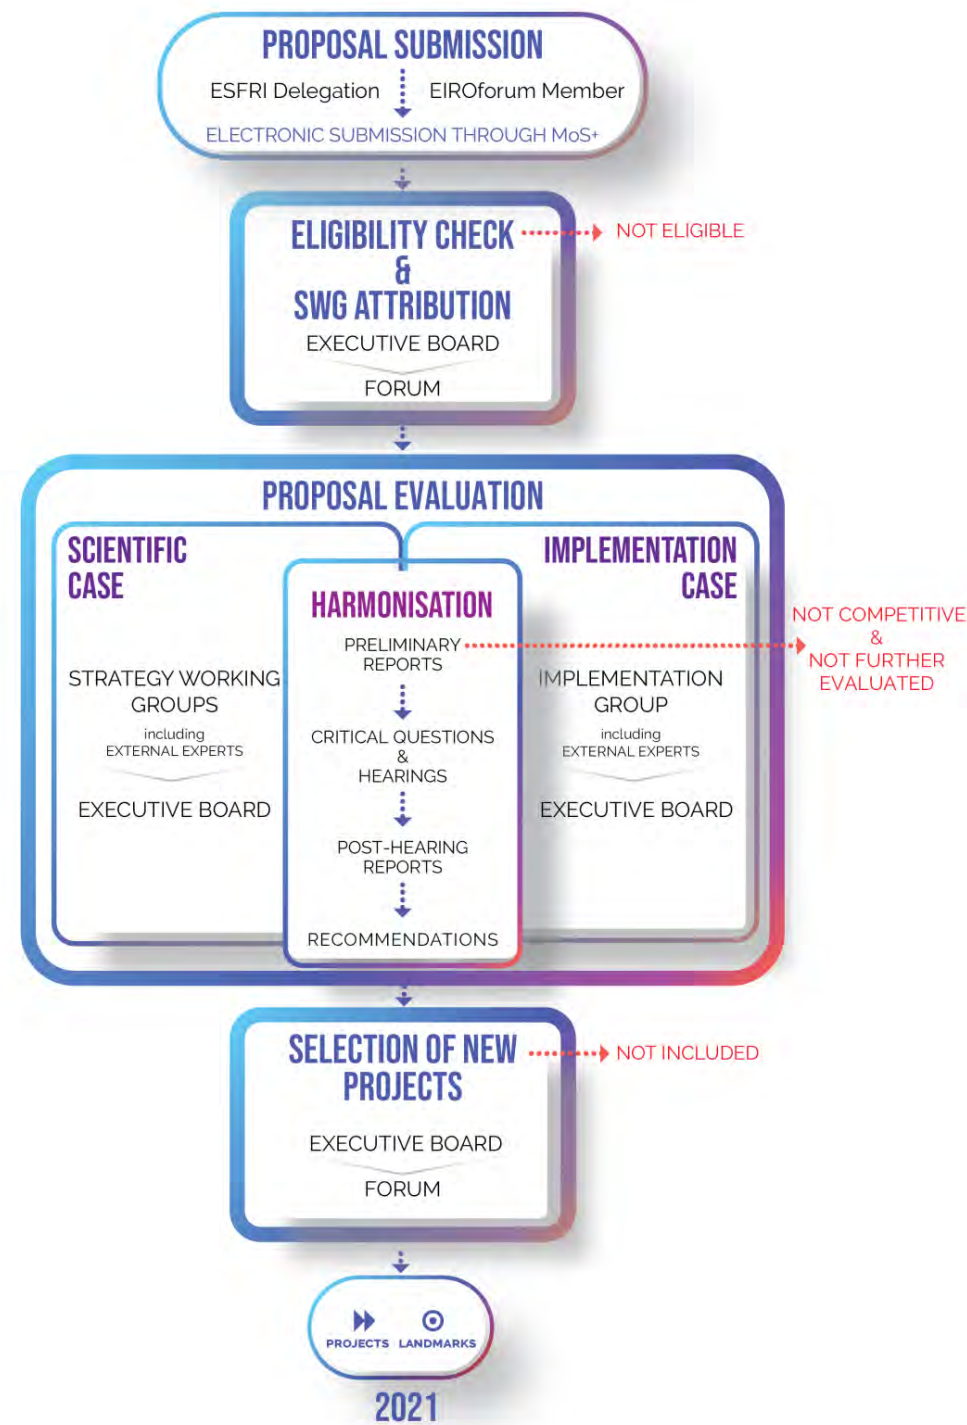 PROPOSAL SUBMISSION
ESFRI Delegation
EIROforum Member
ELECTRONIC SUBMISSION THROUGH MoS+
ELIGIBILITY CHECK
&
SWG ATTRIBUTION
EXECUTIVE BOARD
FORUM
NOT ELIGIBLE
PROPOSAL EVALUATION
SCIENTIFIC
CASE
STRATEGY WORKING
GROUPS
including
EXTERNAL EXPERTS
EXECUTIVE BOARD
HARMONISATION
PRELIMINARY
REPORTS
CRITICAL QUESTIONS
&
HEARINGS
POST-HEARING
REPORTS
RECOMMENDATIONS
IMPLEMENTATION
CASE
IMPLEMENTATION
GROUP
including
EXTERNAL EXPERTS
EXECUTIVE BOARD
NOT COMPETITIVE
&
NOT FURTHER
EVALUATED
SELECTION OF NEW
PROJECTS
EXECUTIVE BOARD
FORUM
NOT INCLUDED
PROJECTS
LANDMARKS
2021